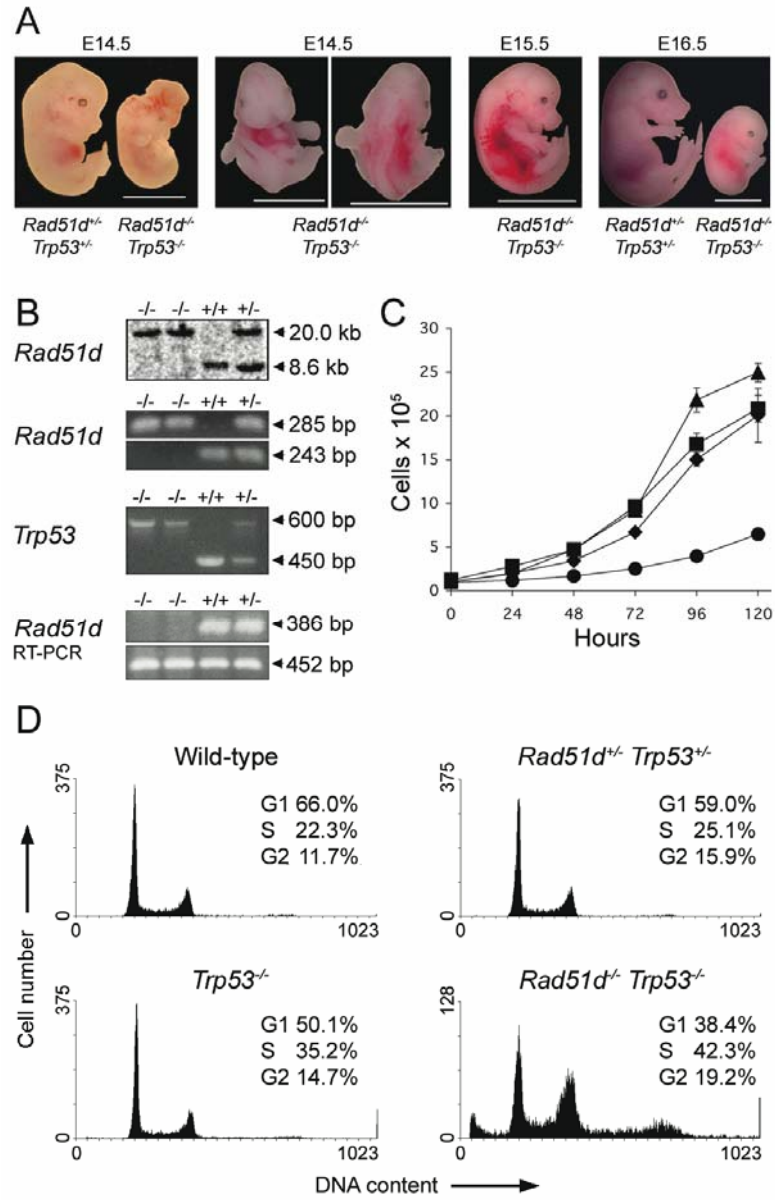 A
E14.5 E14.5 E15.5 E16.5
Rad51d+/- Rad51d-/- Rad51d-/- Rad51d-/- Rad51d+/- Rad51d-/-
Trp53+/- Trp53-/- Trp53-/- Trp53-/- Trp53+/- Trp53-/-
B
-/- -/- +/+ +/-
Rad51d
20.0 kb
8.6 kb
-/- -/- +/+ +/-
Rad51d
285 bp
243 bp
-/- -/- +/+ +/-
Trp53
600 bp
450 bp
-/- -/- +/+ +/-
Rad51d
RT-PCR
386 bp
452 bp
C
Cells x 10⁵
30
25
20
15
10
5
0
0 24 48 72 96 120
Hours
D
Cell number
Wild-type
375
0
G1 66.0%
S 22.3%
G2 11.7%
0 1023
Rad51d+/- Trp53+/-
375
0
G1 59.0%
S 25.1%
G2 15.9%
0 1023
Trp53-/-
375
0
G1 50.1%
S 35.2%
G2 14.7%
0 1023
Rad51d-/- Trp53-/-
128
0
G1 38.4%
S 42.3%
G2 19.2%
0 1023
DNA content